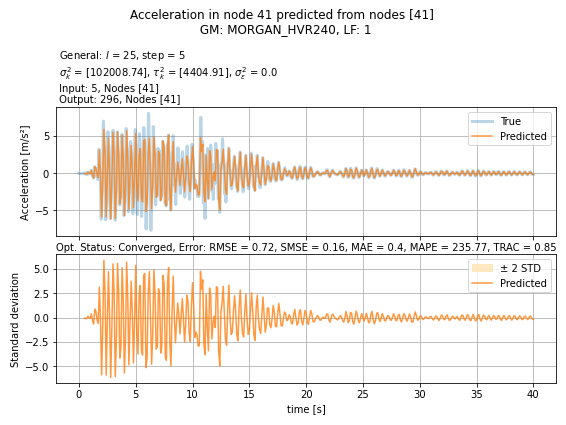 Acceleration in node 41 predicted from nodes [41]
GM: MORGAN_HVR240, LF: 1
General: l = 25, step = 5
σ²ₖ = [102008.74], τ²ₖ = [4404.91], σ²ε = 0.0
Input: 5, Nodes [41]
Output: 296, Nodes [41]
Acceleration [m/s²]
5
0
−5
True
Predicted
Opt. Status: Converged, Error: RMSE = 0.72, SMSE = 0.16, MAE = 0.4, MAPE = 235.77, TRAC = 0.85
Standard deviation
5.0
2.5
0.0
−2.5
−5.0
± 2 STD
Predicted
0 5 10 15 20 25 30 35 40
time [s]